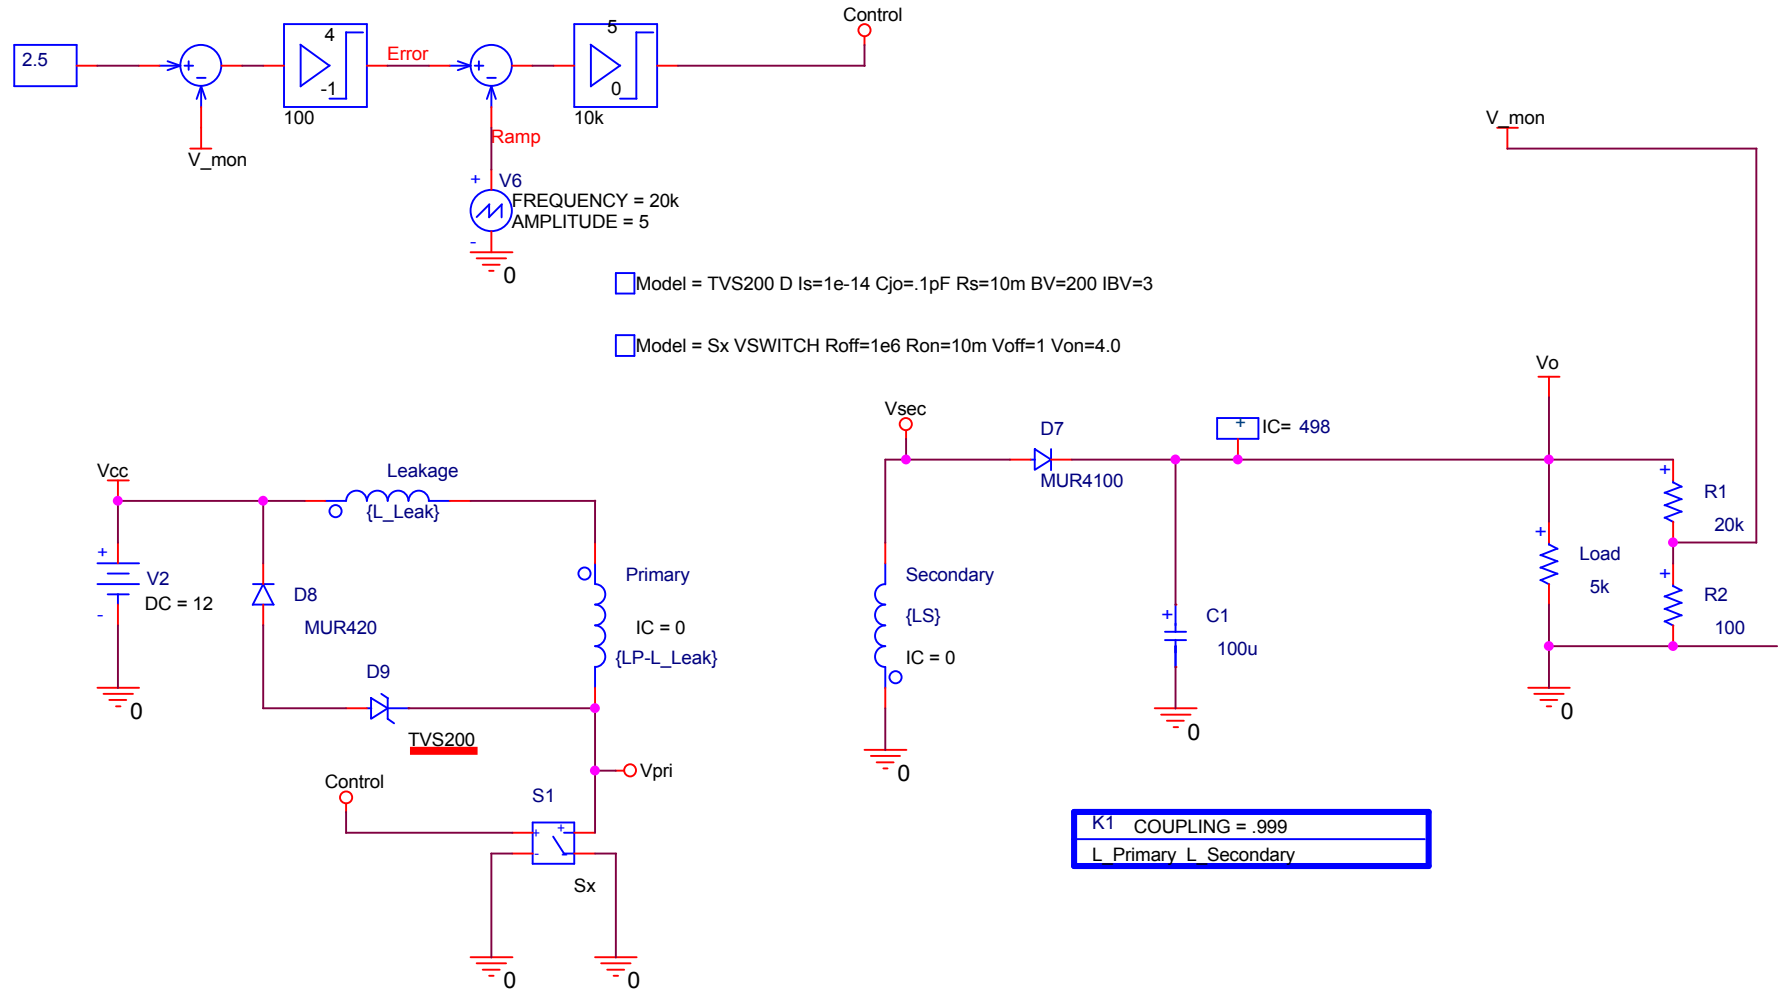 Control
2.5
4
-1
100
Error
5
0
10k
V_mon
Ramp
V6
FREQUENCY = 20k
AMPLITUDE = 5
+
-
0
V_mon
Model = TVS200 D Is=1e-14 Cjo=.1pF Rs=10m BV=200 IBV=3
Model = Sx VSWITCH Roff=1e6 Ron=10m Voff=1 Von=4.0
Vo
Vsec
D7
MUR4100
+
IC= 498
Vcc
Leakage
{L_Leak}
+
R1
20k
+
V2
DC = 12
-
D8
MUR420
Primary
IC = 0
{LP-L_Leak}
Secondary
{LS}
IC = 0
+
C1
100u
+
Load
5k
+
R2
100
D9
TVS200
0
0
0
0
Vpri
Control
S1
+
+
-
-
Sx
0
0
K1 COUPLING = .999
L_Primary L_Secondary